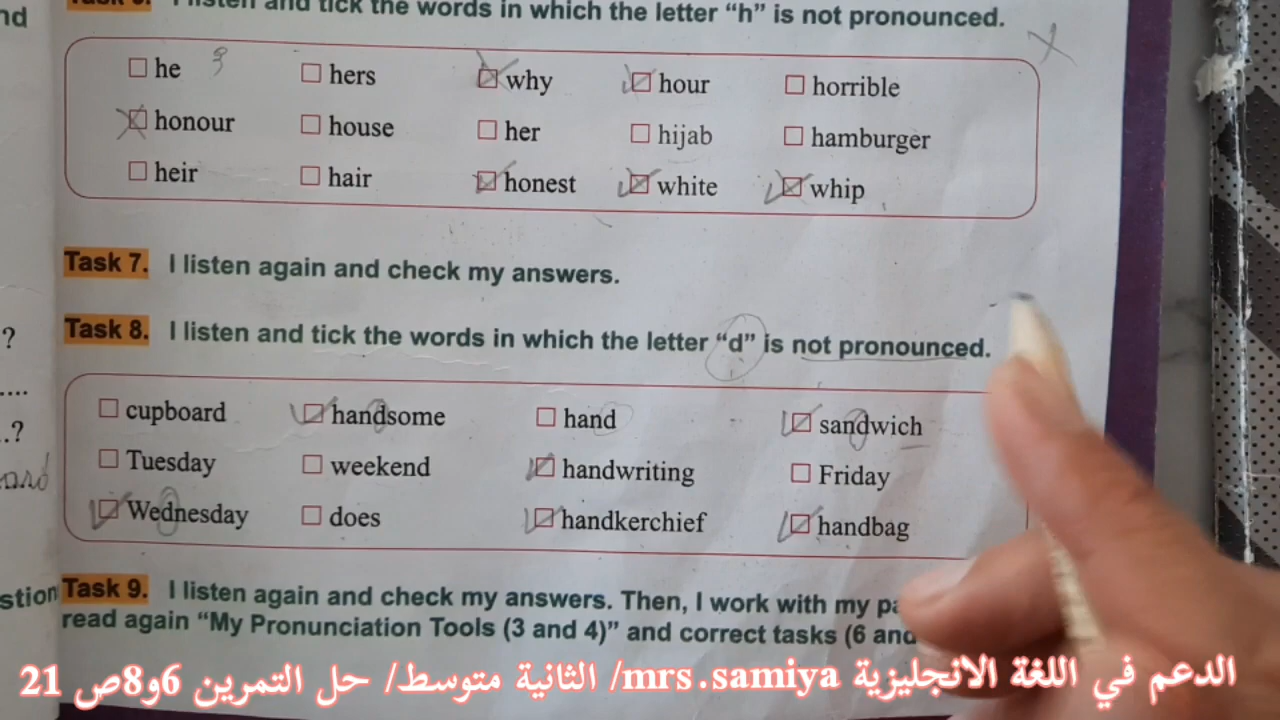 nd
I listen and tick the words in which the letter “h” is not pronounced.
he hers why hour horrible
honour house her hijab hamburger
heir hair honest white whip
Task 7. I listen again and check my answers.
Task 8. I listen and tick the words in which the letter “d” is not pronounced.
?
....
..?
cupboard handsome hand sandwich
Tuesday weekend handwriting Friday
Wednesday does handkerchief handbag
stion
Task 9. I listen again and check my answers. Then, I work with my
read again “My Pronunciation Tools (3 and 4)” and correct tasks (6 and
الدعم في اللغة الانجليزية mrs.samiya/ الثانية متوسط/ حل التمرين 6و8ص 21